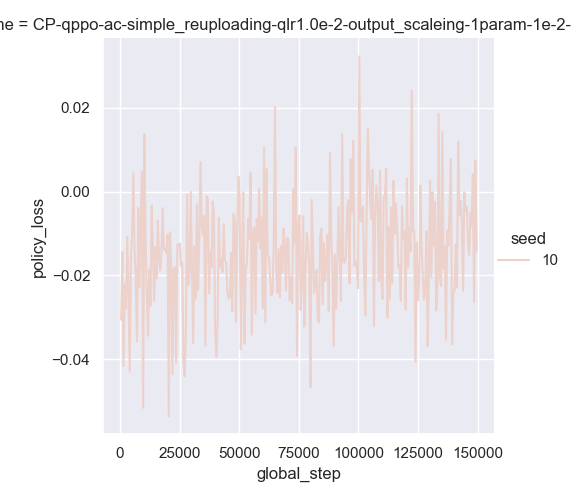 ne = CP-qppo-ac-simple_reuploading-qlr1.0e-2-output_scaleing-1param-1e-2-
0.02
0.00
−0.02
−0.04
policy_loss
seed
10
0 25000 50000 75000 100000 125000 150000
global_step